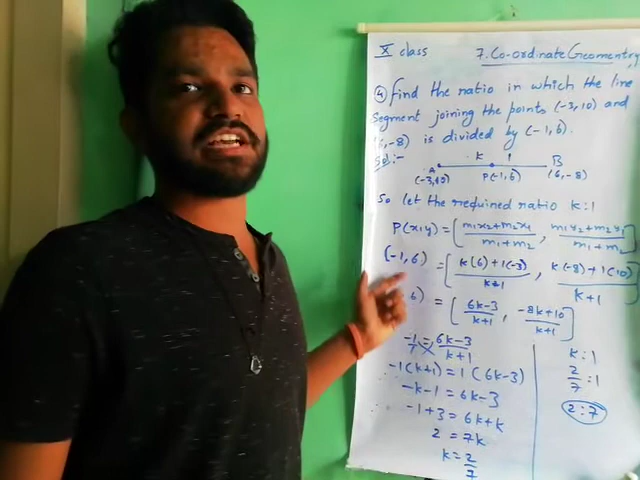 X class 7. Co-ordinate Geomentry
④ find the ratio in which the line
Segment joining the points (-3,10) and
(6,-8) is divided by (-1,6).
Sol:-
K 1
A B
(-3,10) P(-1,6) (6,-8)
So let the required ratio k:1
P(x,y) = [m₁x₂+m₂x₁/m₁+m₂, m₁y₂+m₂y₁/m₁+m₂
(-1,6) = [k(6)+1(-3)/k+1, k(-8)+1(10)/k+1
6) = [6k-3/k+1, -8k+10/k+1]
-1/1 = 6k-3/k+1
-1(k+1) = 1(6k-3)
-k-1 = 6k-3
-1+3 = 6k+k
2 = 7k
k = 2/7
k:1
2/7:1
2:7